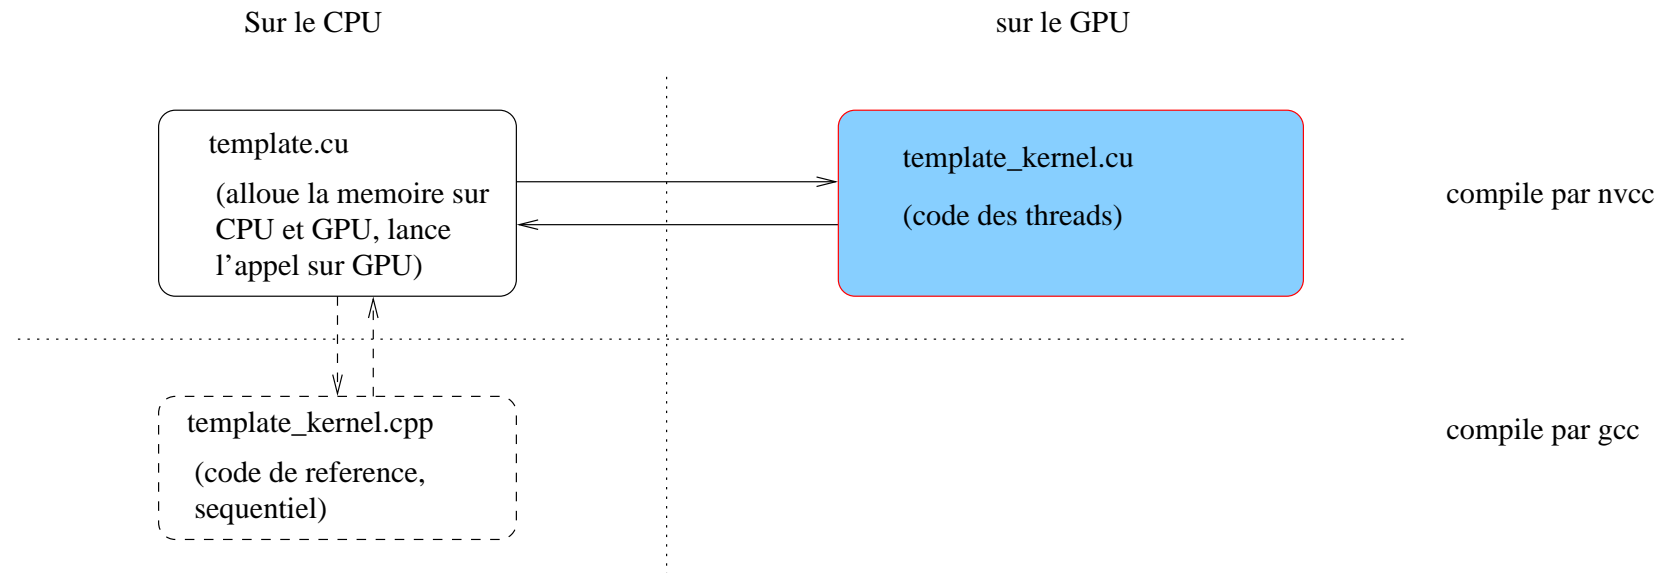 Sur le CPU
sur le GPU
template.cu
(alloue la memoire sur
CPU et GPU, lance
l'appel sur GPU)
template_kernel.cu
(code des threads)
compile par nvcc
template_kernel.cpp
(code de reference,
sequentiel)
compile par gcc